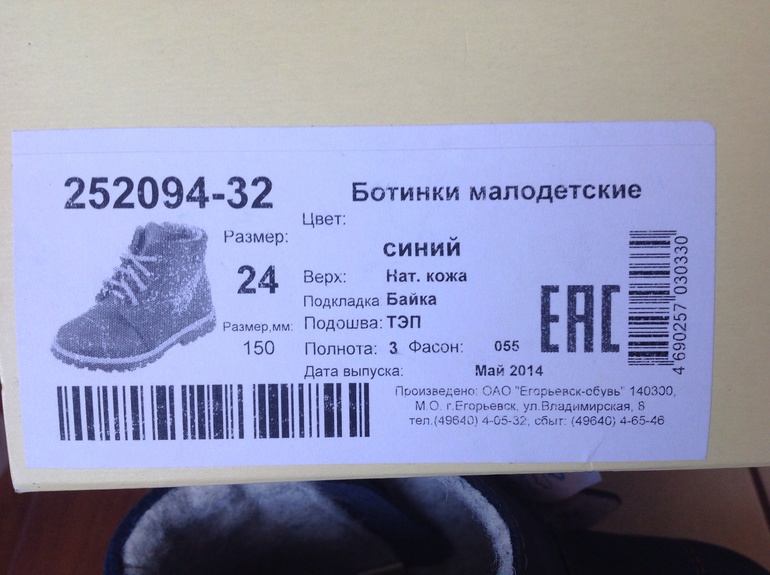 252094-32
Ботинки малодетские
Цвет:
синий
Размер:
24
Верх: Нат. кожа
Подкладка Байка
Размер,мм: Подошва: ТЭП
150
Полнота: 3 Фасон: 055
Дата выпуска: Май 2014
Произведено: ОАО "Егорьевск-обувь" 140300,
М.О. г.Егорьевск, ул.Владимирская, 8
тел.(49640) 4-05-32, сбыт: (49640) 4-65-46
EAC
4 690257 030330